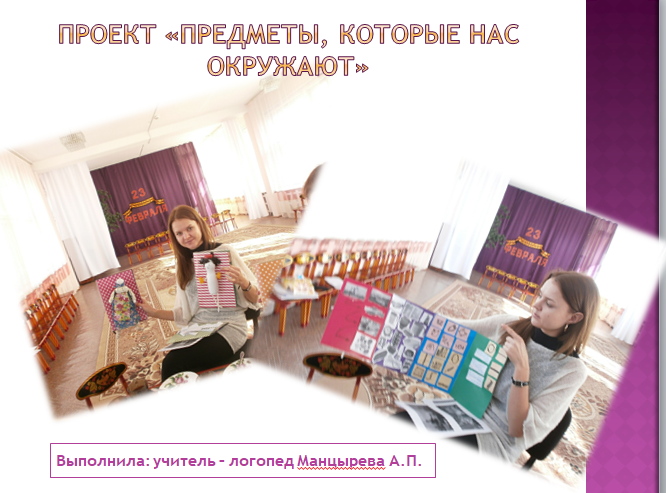 ПРОЕКТ «ПРЕДМЕТЫ, КОТОРЫЕ НАС
ОКРУЖАЮТ»
23
ФЕВРАЛЯ
23
ФЕВРАЛЯ
Выполнила: учитель – логопед Манцырева А.П.